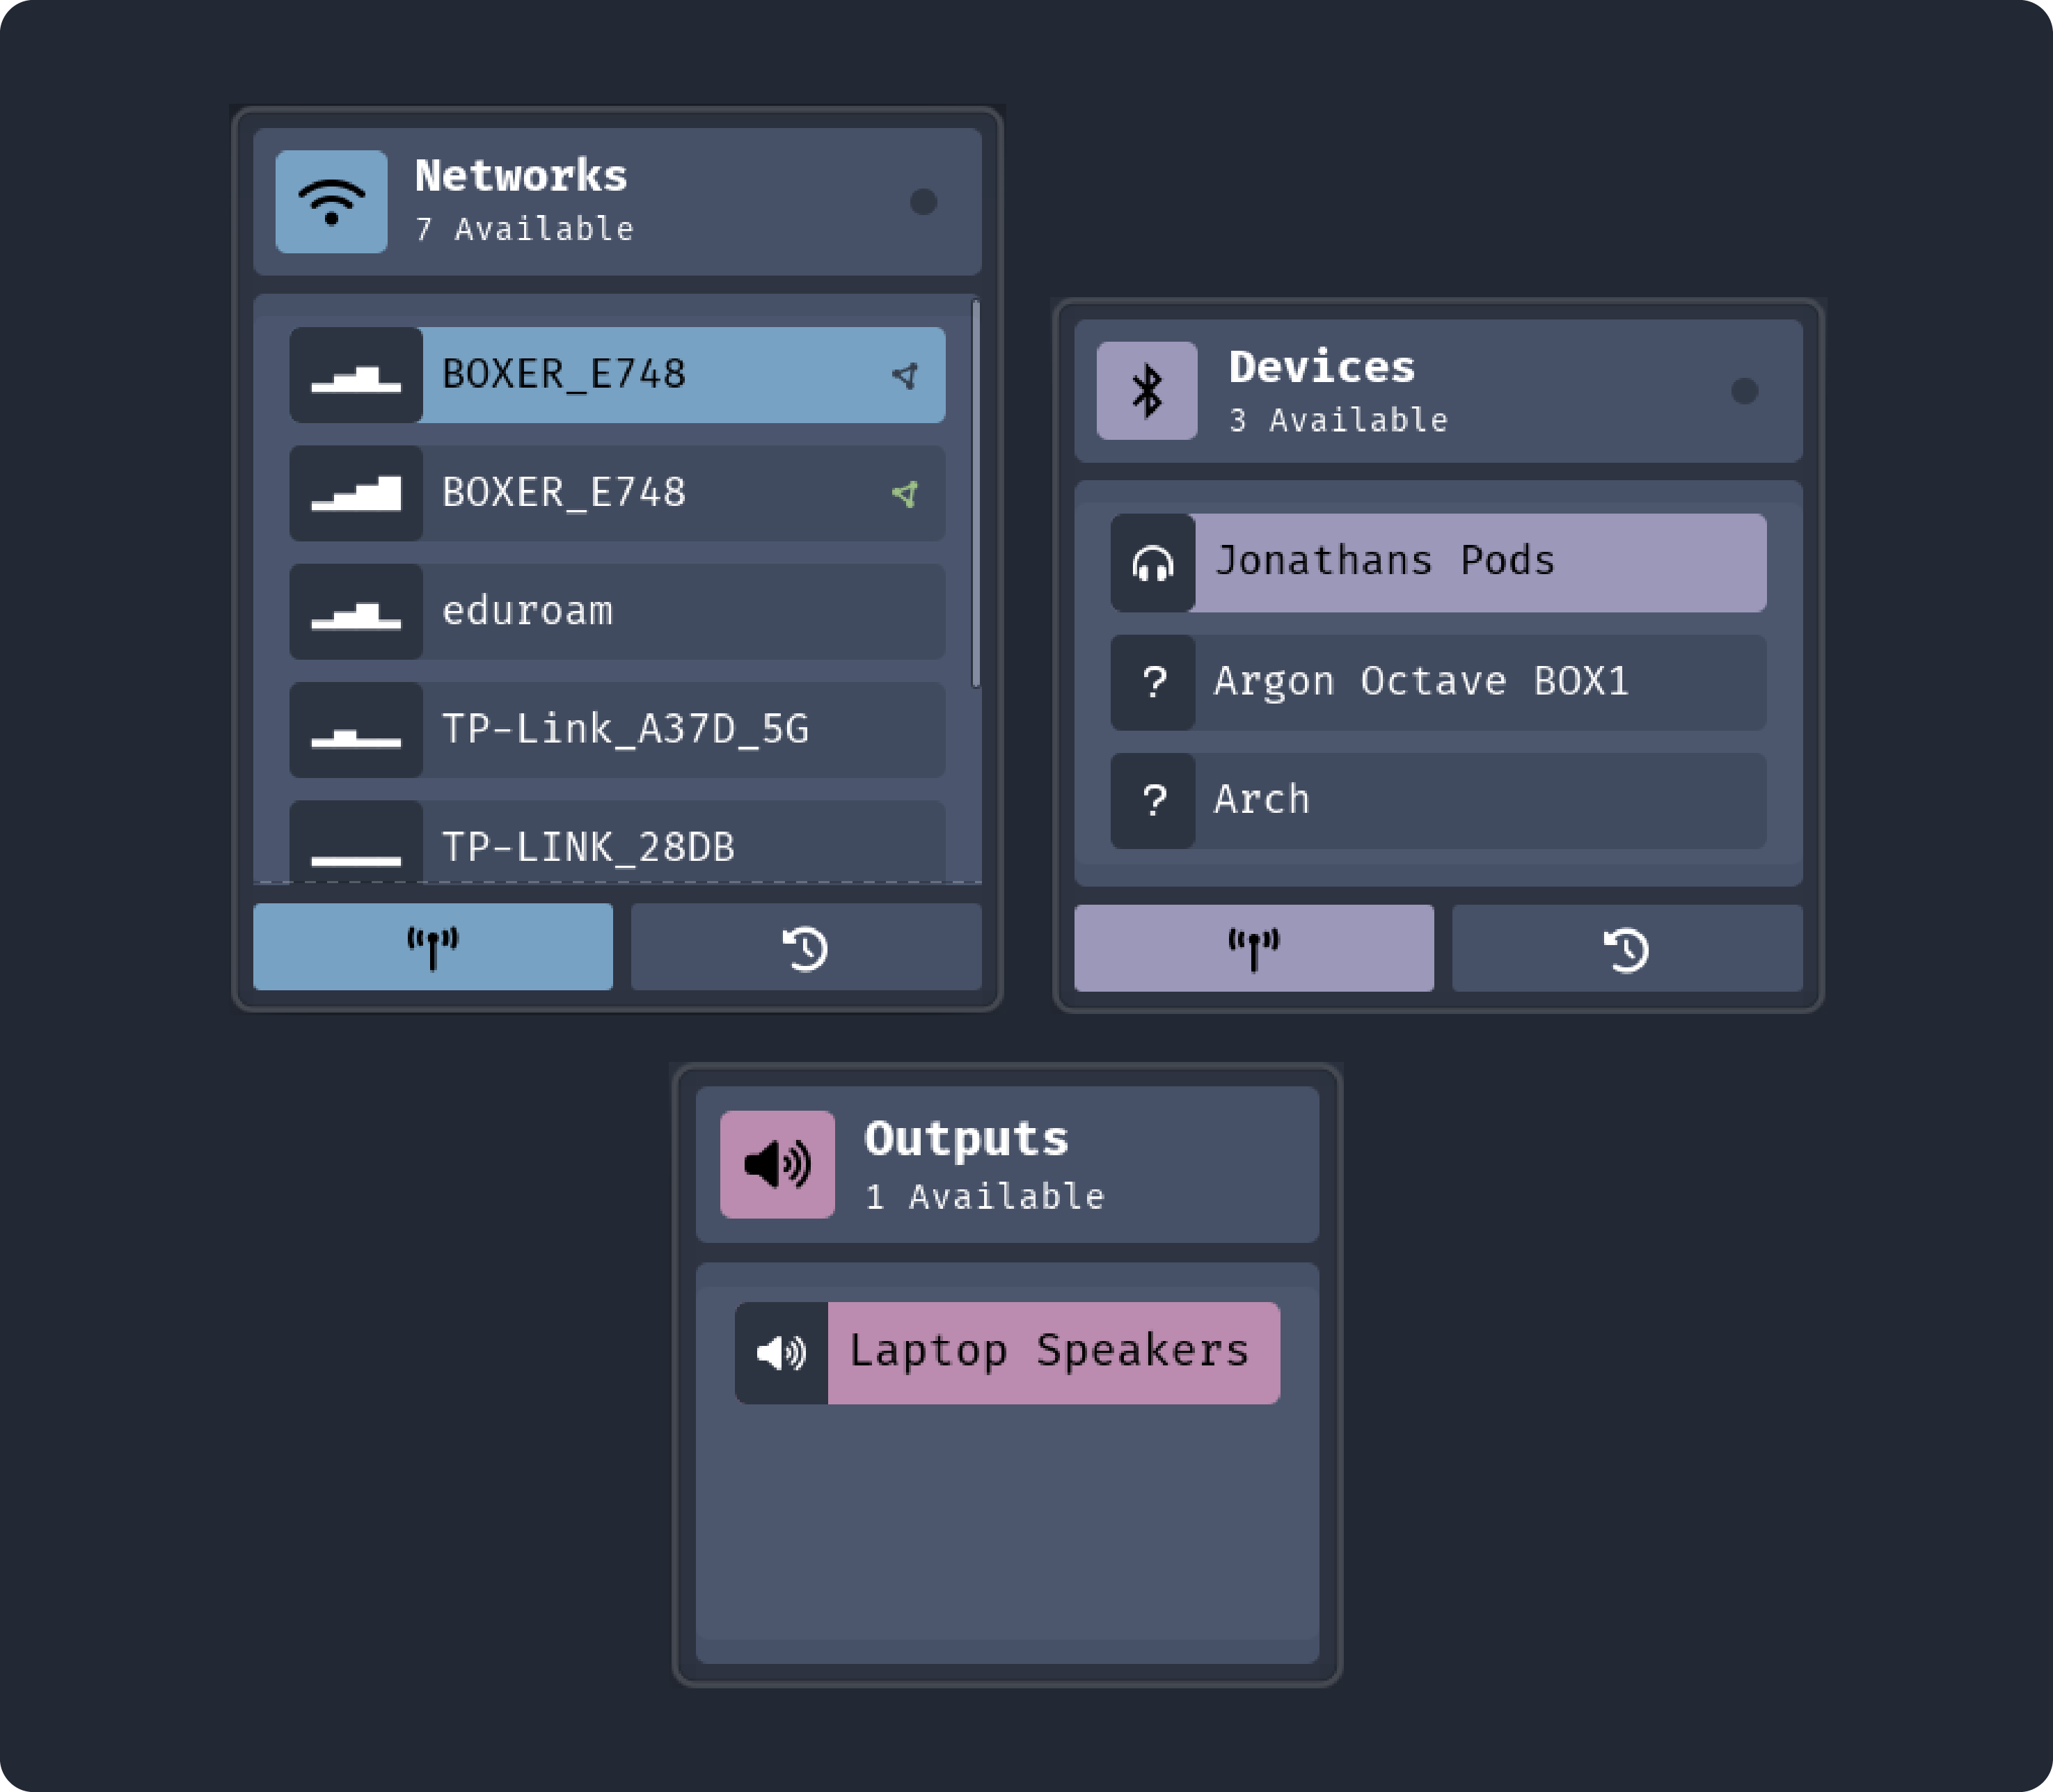 Networks
7 Available
BOXER_E748
BOXER_E748
eduroam
TP-Link_A37D_5G
TP-LINK_28DB
Devices
3 Available
Jonathans Pods
? Argon Octave BOX1
? Arch
Outputs
1 Available
Laptop Speakers